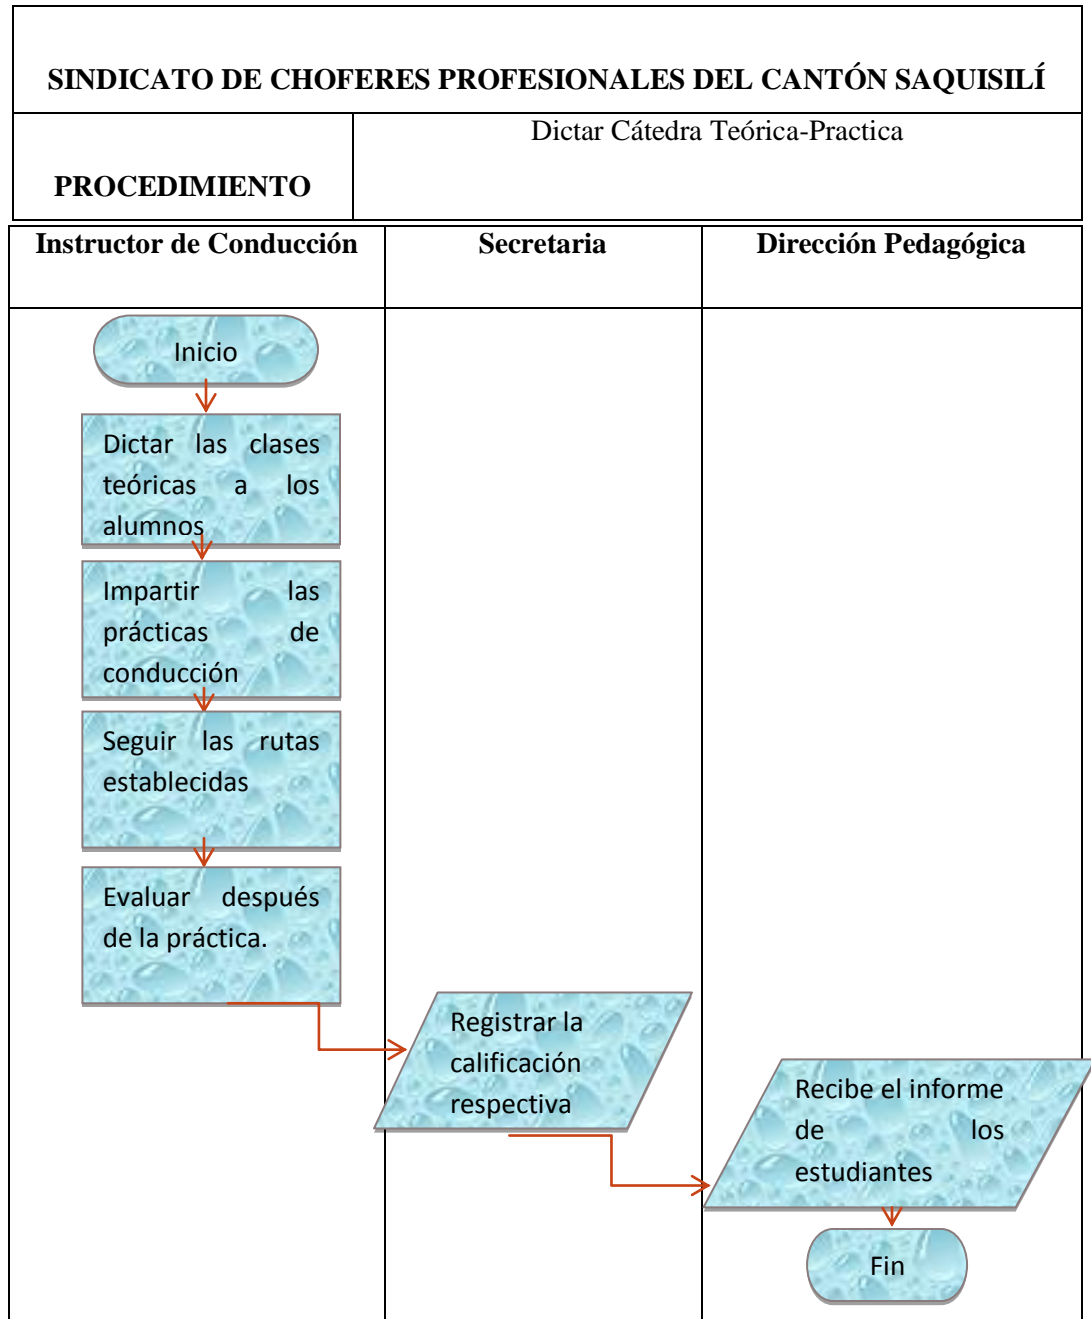 SINDICATO DE CHOFERES PROFESIONALES DEL CANTÓN SAQUISILÍ
PROCEDIMIENTO
Dictar Cátedra Teórica-Practica
Instructor de Conducción
Secretaria
Dirección Pedagógica
Inicio
Dictar las clases
teóricas a los
alumnos
Impartir las
prácticas de
conducción
Seguir las rutas
establecidas
Evaluar después
de la práctica.
Registrar la
calificación
respectiva
Recibe el informe
de los
estudiantes
Fin